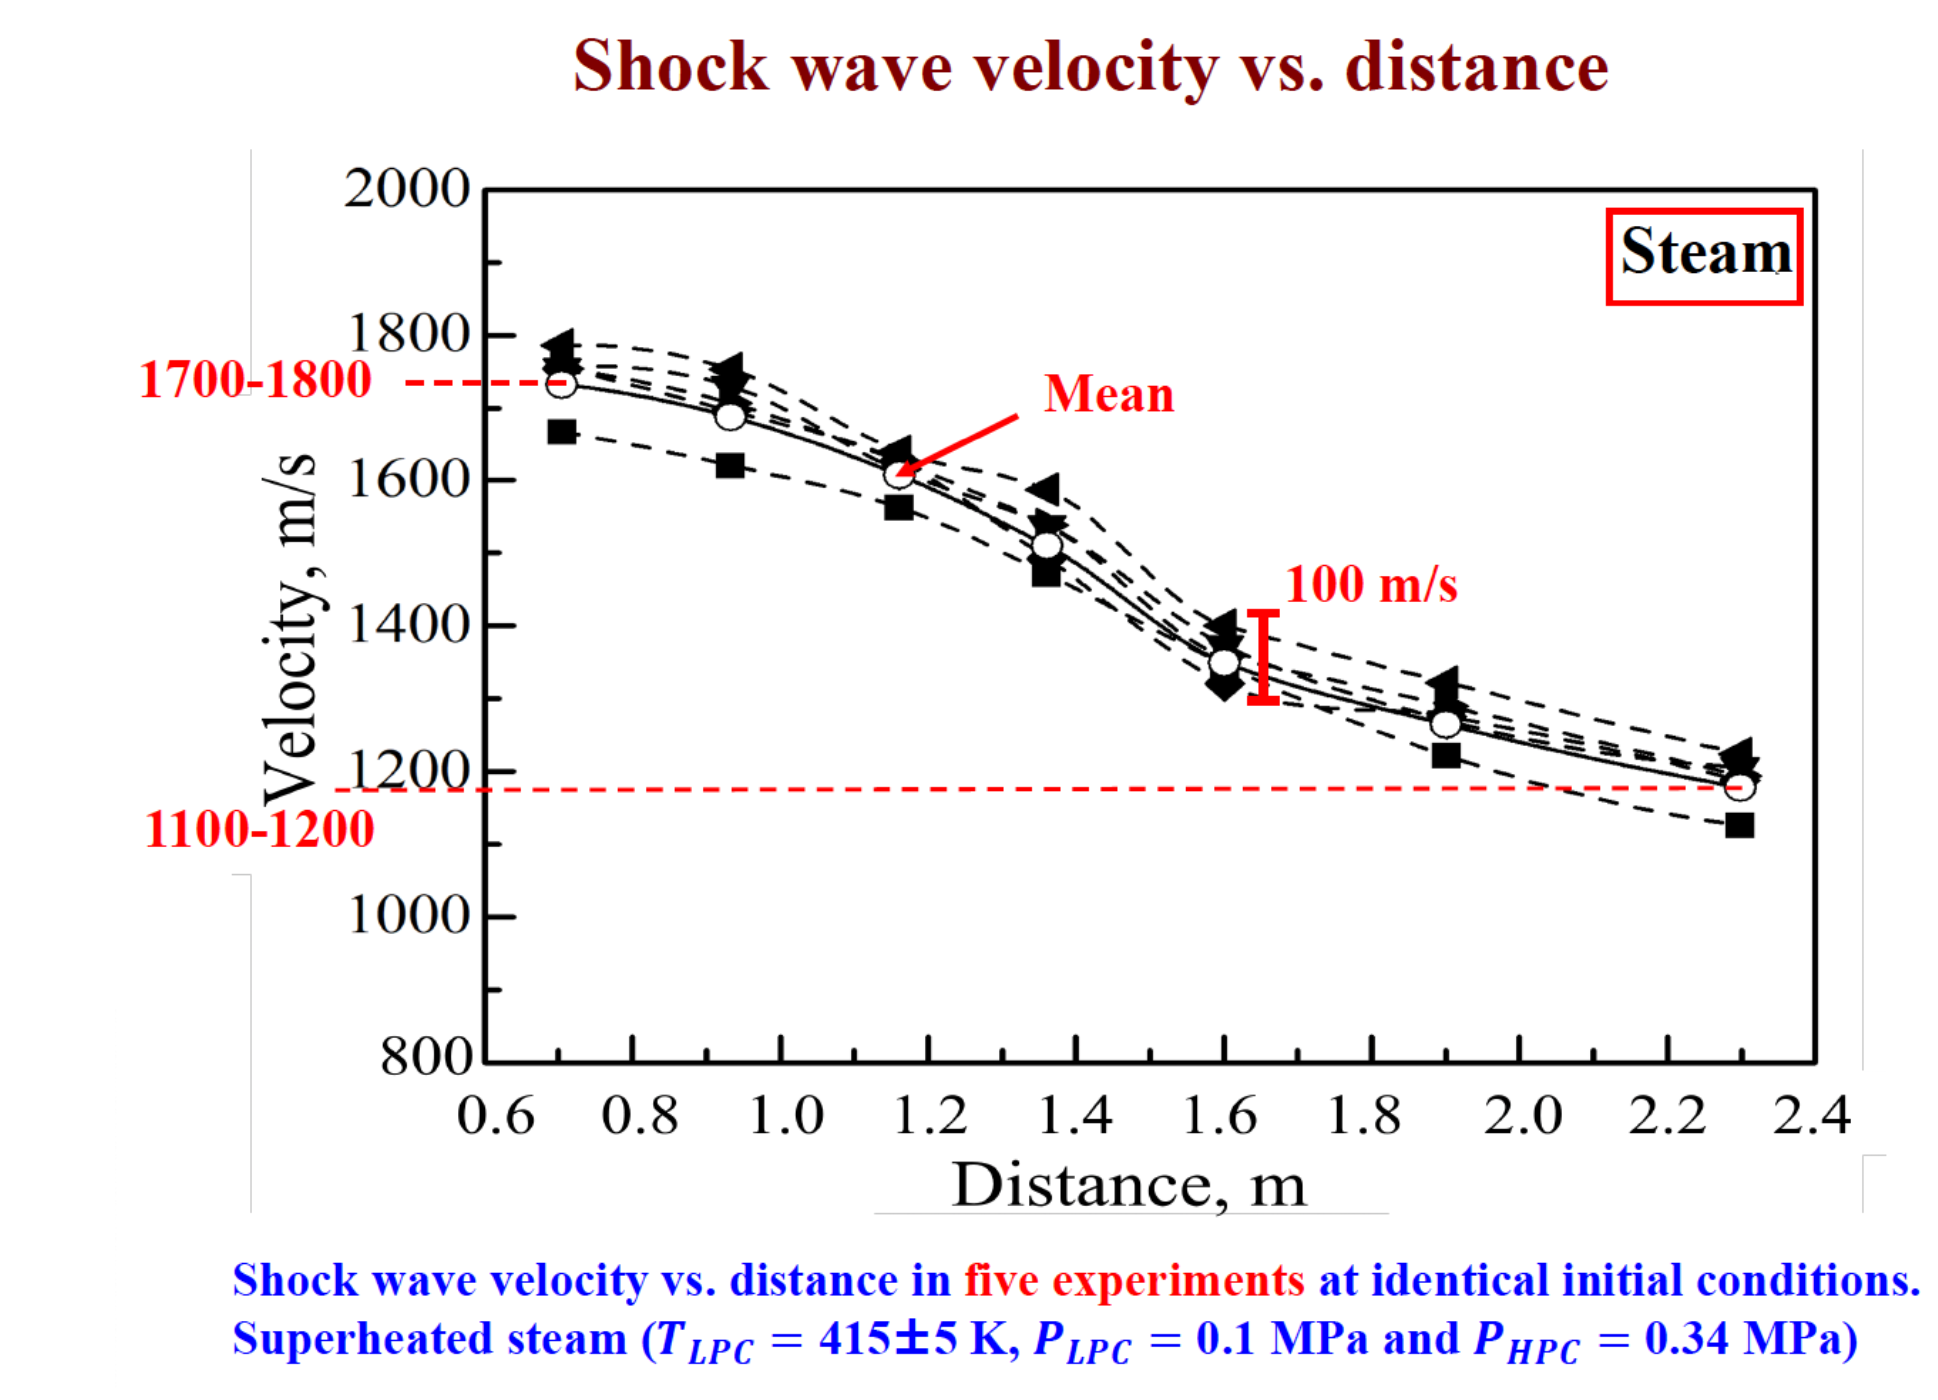 Shock wave velocity vs. distance
2000
Steam
1800
1700-1800
Mean
1600
100 m/s
1400
Velocity, m/s
1200
1100-1200
1000
800
0.6 0.8 1.0 1.2 1.4 1.6 1.8 2.0 2.2 2.4
Distance, m
Shock wave velocity vs. distance in five experiments at identical initial conditions.
Superheated steam (T_LPC = 415±5 K, P_LPC = 0.1 MPa and P_HPC = 0.34 MPa)